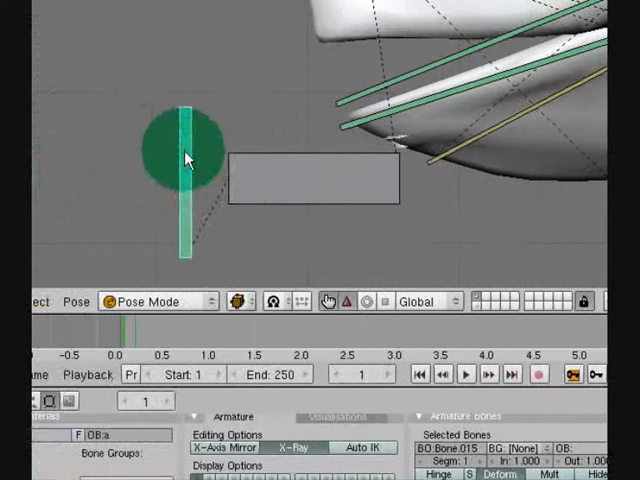 ect Pose Pose Mode Global
-0.5 0.0 0.5 1.0 1.5 2.0 2.5 3.0 3.5 4.0 4.5 5.0
me Playback Pr Start: 1 End: 250 1
1
Armature Visualisations Armature Bones
F OB:a Editing Options Selected Bones
X-Axis Mirror X-Ray Auto IK BO:Bone.015 BG: [None] OB:
Bone Groups: Segm: 1 In: 1.000 Out: 1.00
Display Options Hinge S Deform Mult Hide